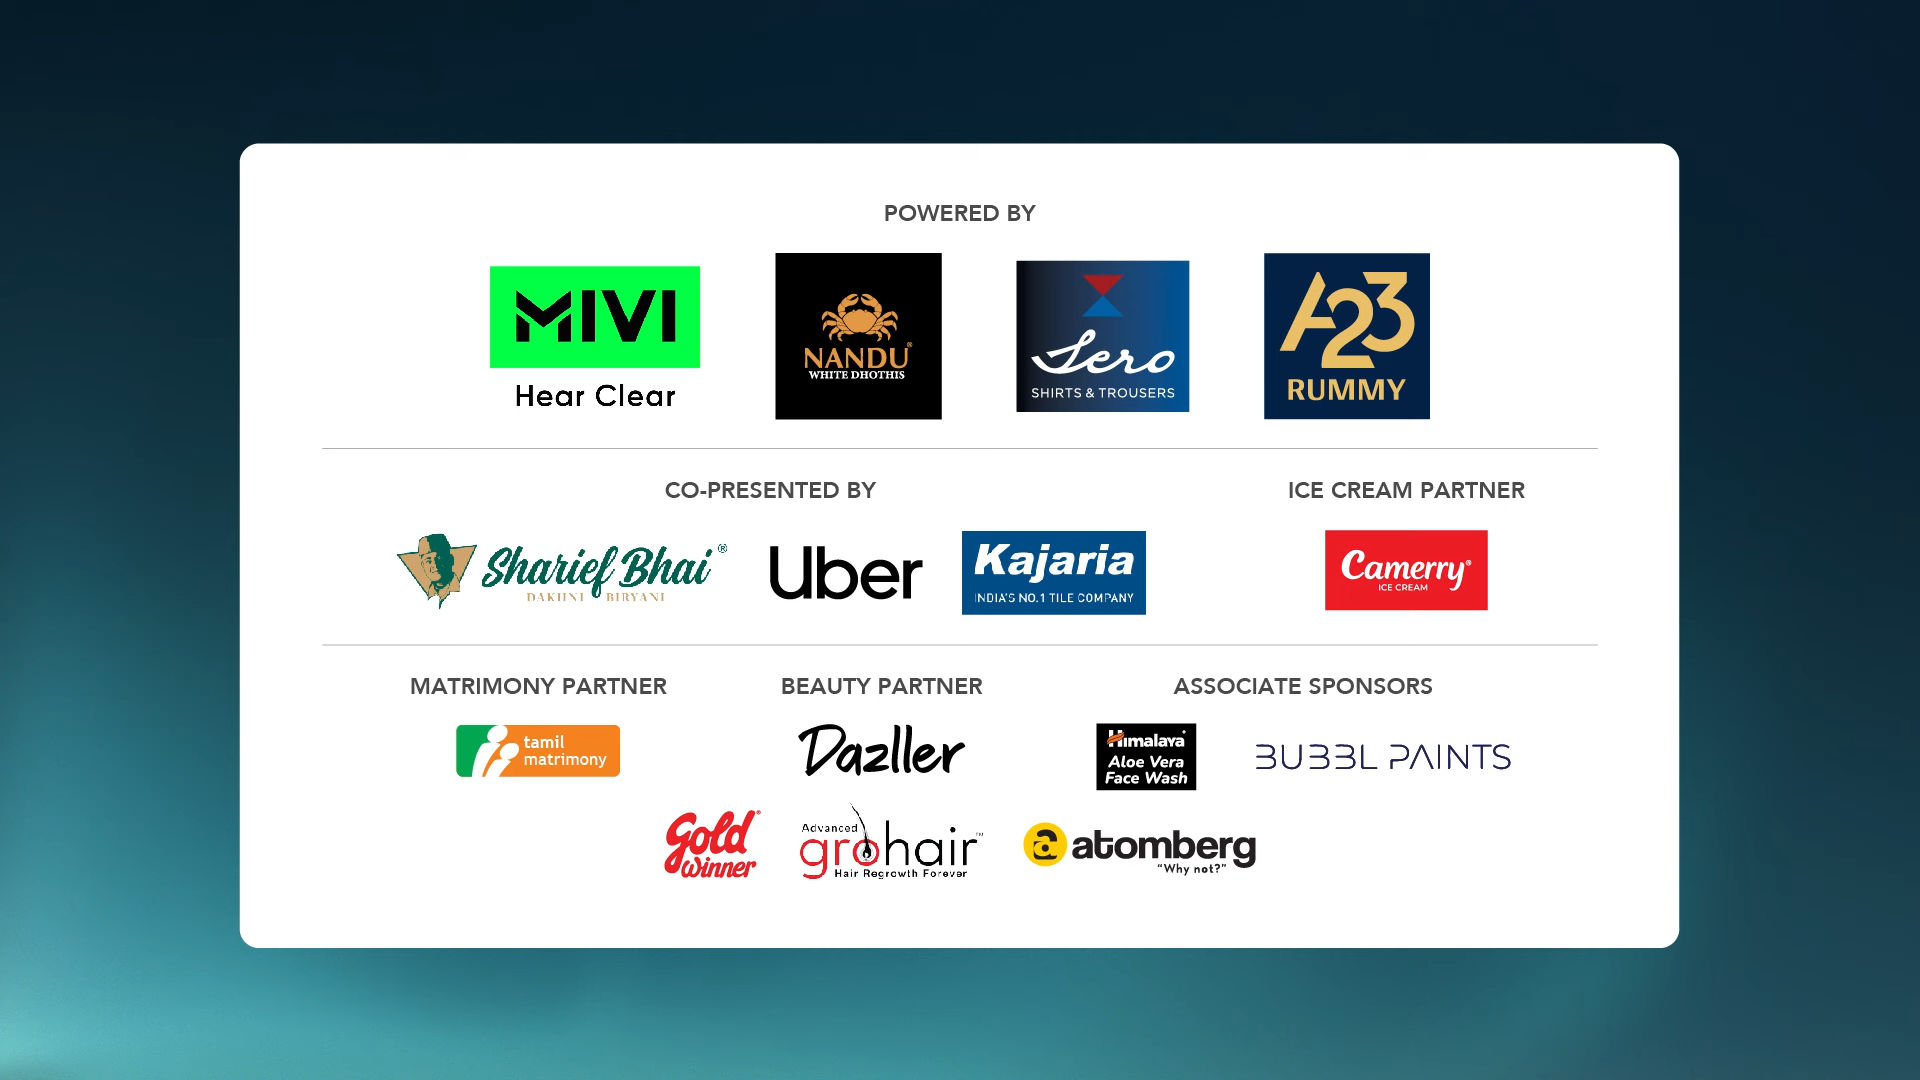 POWERED BY
MIVI
Hear Clear
NANDU®
WHITE DHOTHIS
Sero
SHIRTS & TROUSERS
A23
RUMMY
CO-PRESENTED BY
Sharief Bhai®
DAKHNI BIRYANI
Uber
Kajaria
INDIA'S NO.1 TILE COMPANY
ICE CREAM PARTNER
Camerry®
ICE CREAM
MATRIMONY PARTNER
tamil
matrimony
BEAUTY PARTNER
Dazller
ASSOCIATE SPONSORS
Himalaya
Aloe Vera
Face Wash
BUBBL PAINTS
Gold®
Winner
Advanced
grohair™
Hair Regrowth Forever
a atomberg
“Why not?”